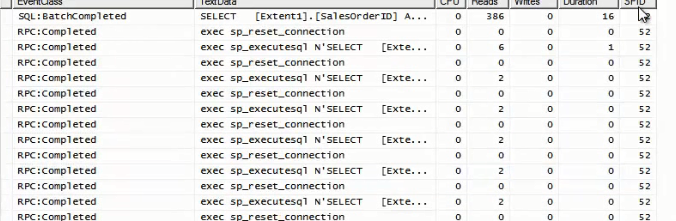 EventClass TextData CPU Reads Writes Duration SPID
SQL:BatchCompleted SELECT [Extent1].[SalesOrderID] A... 0 386 0 16
RPC:Completed exec sp_reset_connection 0 0 0 0 52
RPC:Completed exec sp_executesql N'SELECT [Exte... 0 6 0 1 52
RPC:Completed exec sp_reset_connection 0 0 0 0 52
RPC:Completed exec sp_executesql N'SELECT [Exte... 0 2 0 0 52
RPC:Completed exec sp_reset_connection 0 0 0 0 52
RPC:Completed exec sp_executesql N'SELECT [Exte... 0 2 0 0 52
RPC:Completed exec sp_reset_connection 0 0 0 0 52
RPC:Completed exec sp_executesql N'SELECT [Exte... 0 2 0 0 52
RPC:Completed exec sp_reset_connection 0 0 0 0 52
RPC:Completed exec sp_executesql N'SELECT [Exte... 0 2 0 0 52
RPC:Completed exec sp_reset_connection 0 0 0 0 52
RPC:Completed exec sp_executesql N'SELECT [Exte... 0 2 0 0 52
RPC:Completed exec sp_reset_connection 0 0 0 0 52